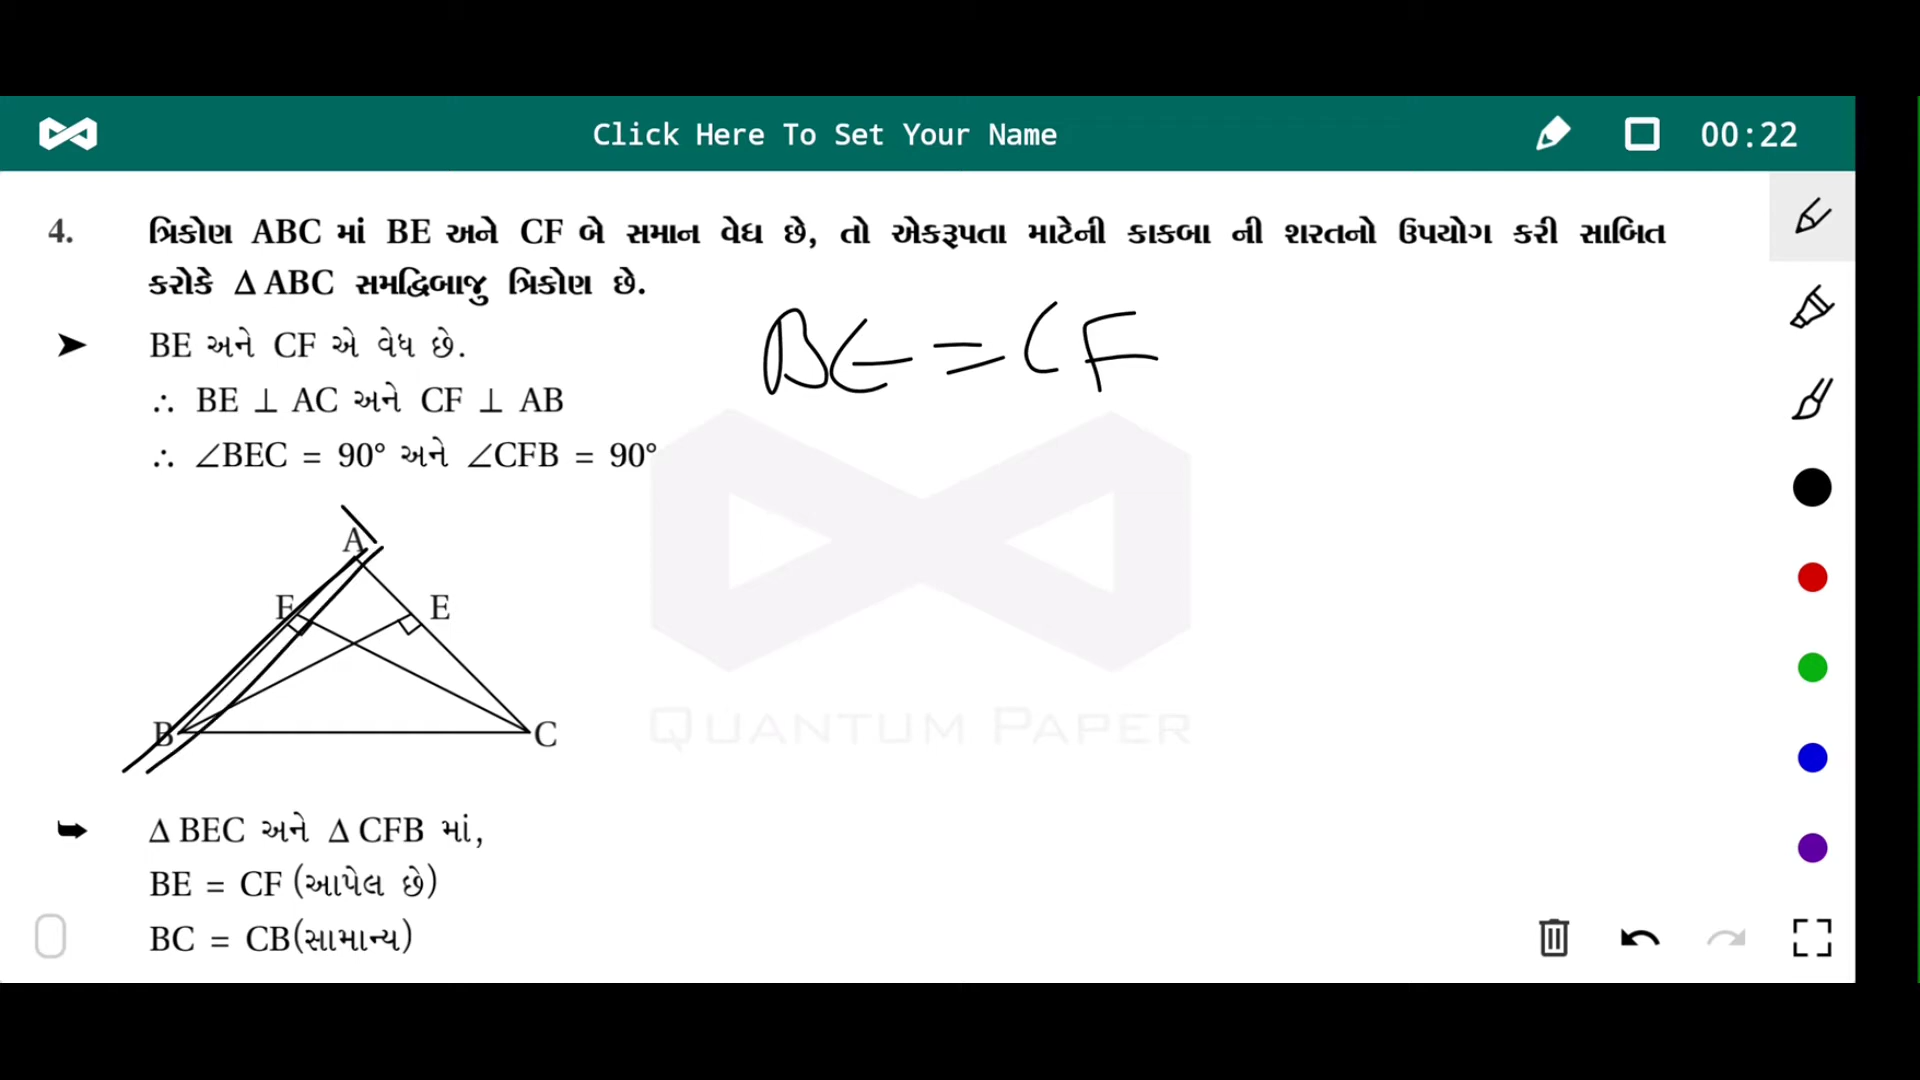 Click Here To Set Your Name
00:22
4. ત્રિકોણ ABC માં BE અને CF બે સમાન વેધ છે, તો એકરૂપતા માટેની કાકબા ની શરતનો ઉપયોગ કરી સાબિત
કરોકે Δ ABC સમદ્વિબાજુ ત્રિકોણ છે.
BE = CF
➤ BE અને CF એ વેધ છે.
∴ BE ⊥ AC અને CF ⊥ AB
∴ ∠BEC = 90° અને ∠CFB = 90°
A
F E
B C
QUANTUM PAPER
➥ Δ BEC અને Δ CFB માં,
BE = CF (આપેલ છે)
BC = CB(સામાન્ય)